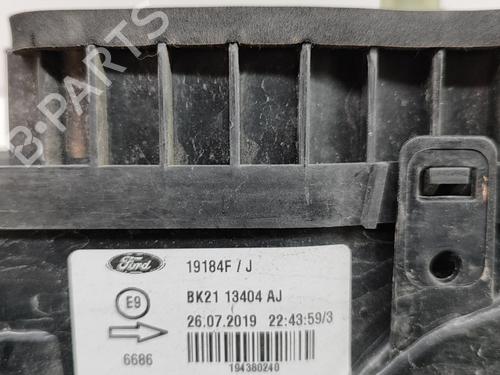 B-PARTS
Ford 19184F / J
E9 BK21 13404 AJ
26.07.2019 22:43:59/3
6686
194380240